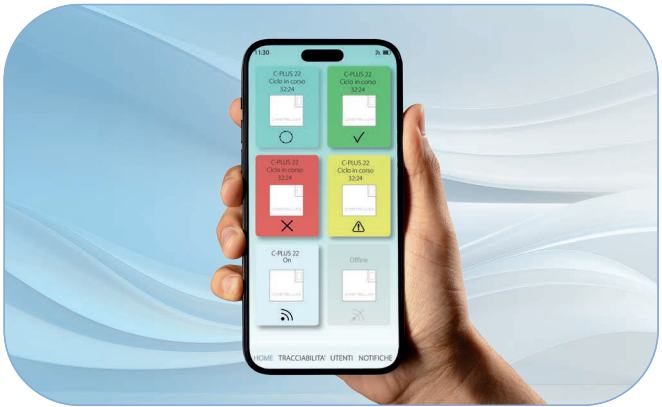 11:30
C-PLUS 22
Ciclo in corso
32:24
C-PLUS 22
Ciclo in corso
32:24
C-PLUS 22
Ciclo in corso
32:24
C-PLUS 22
Ciclo in corso
32:24
C-PLUS 22
On
Offline
HOME TRACCIABILITA' UTENTI NOTIFICHE